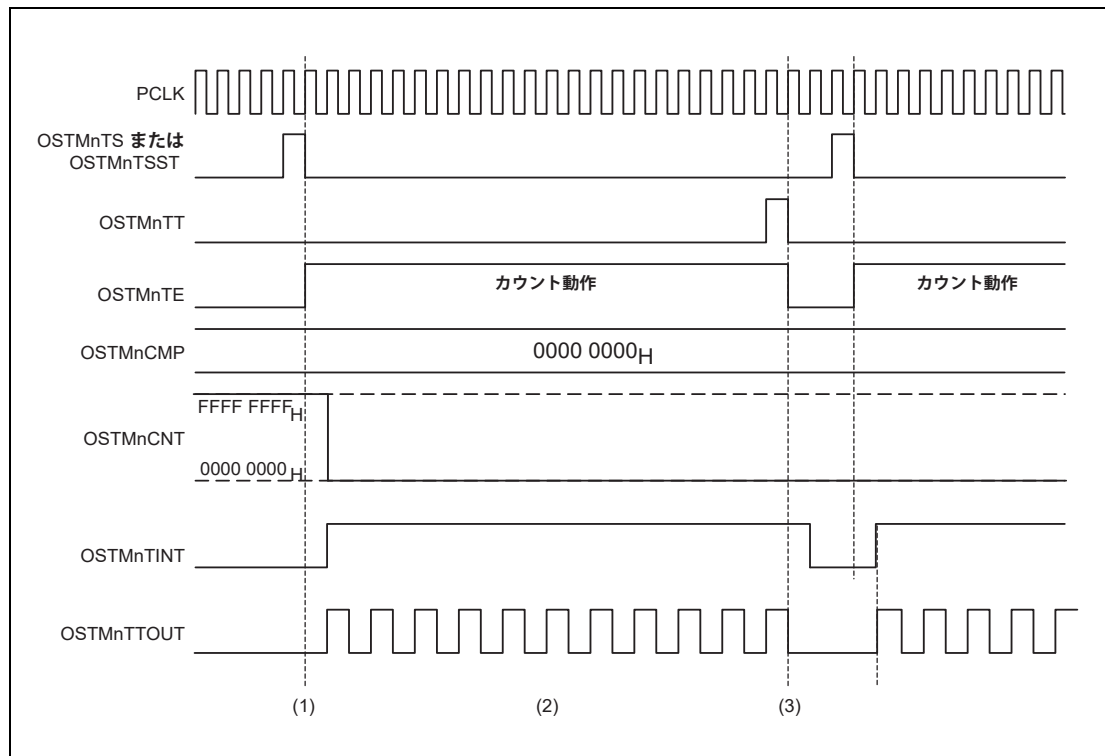 PCLK
OSTMnTS または
OSTMnTSST
OSTMnTT
OSTMnTE
カウント動作
カウント動作
OSTMnCMP
0000 0000H
FFFF FFFFH
OSTMnCNT
0000 0000H
OSTMnTINT
OSTMnTTOUT
(1)
(2)
(3)